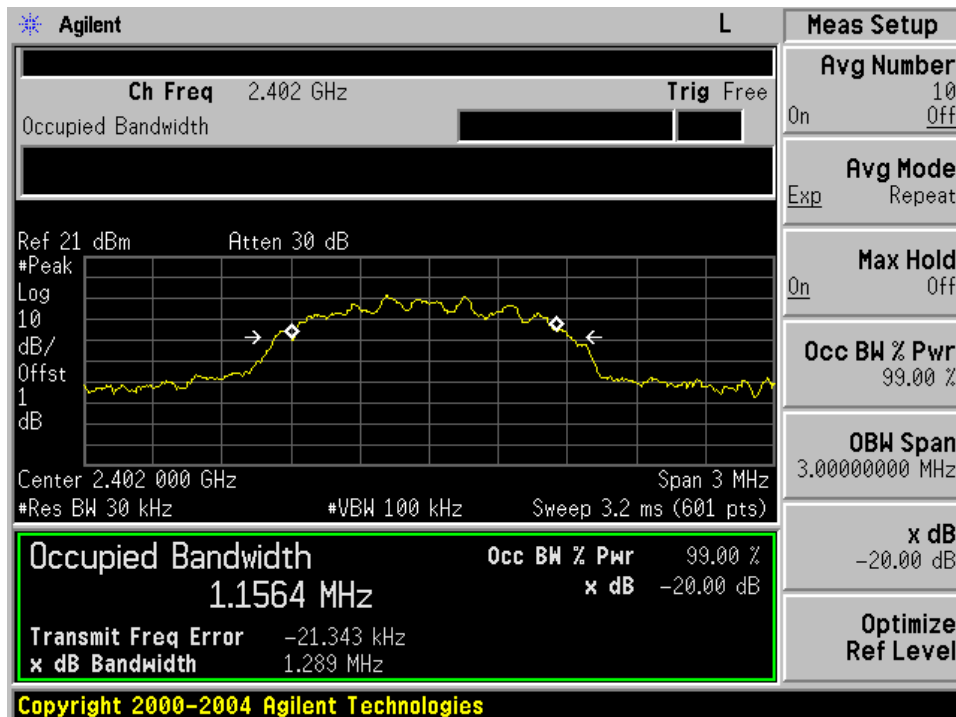 Agilent L
Ch Freq 2.402 GHz Trig Free
Occupied Bandwidth
Ref 21 dBm Atten 30 dB
#Peak
Log
10
dB/
Offst
1
dB
Center 2.402 000 GHz Span 3 MHz
#Res BW 30 kHz #VBW 100 kHz Sweep 3.2 ms (601 pts)
Occupied Bandwidth Occ BW % Pwr 99.00 %
1.1564 MHz x dB -20.00 dB
Transmit Freq Error -21.343 kHz
x dB Bandwidth 1.289 MHz
Copyright 2000-2004 Agilent Technologies
Meas Setup
Avg Number
10
On Off
Avg Mode
Exp Repeat
Max Hold
On Off
Occ BW % Pwr
99.00 %
OBW Span
3.00000000 MHz
x dB
-20.00 dB
Optimize
Ref Level